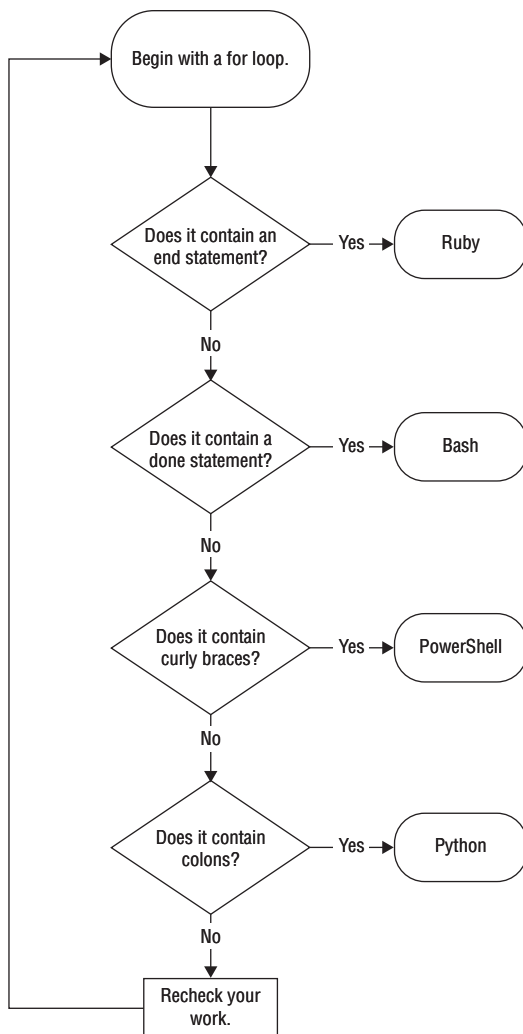 Begin with a for loop.
Does it contain an
end statement?
Yes
Ruby
No
Does it contain a
done statement?
Yes
Bash
No
Does it contain
curly braces?
Yes
PowerShell
No
Does it contain
colons?
Yes
Python
No
Recheck your
work.